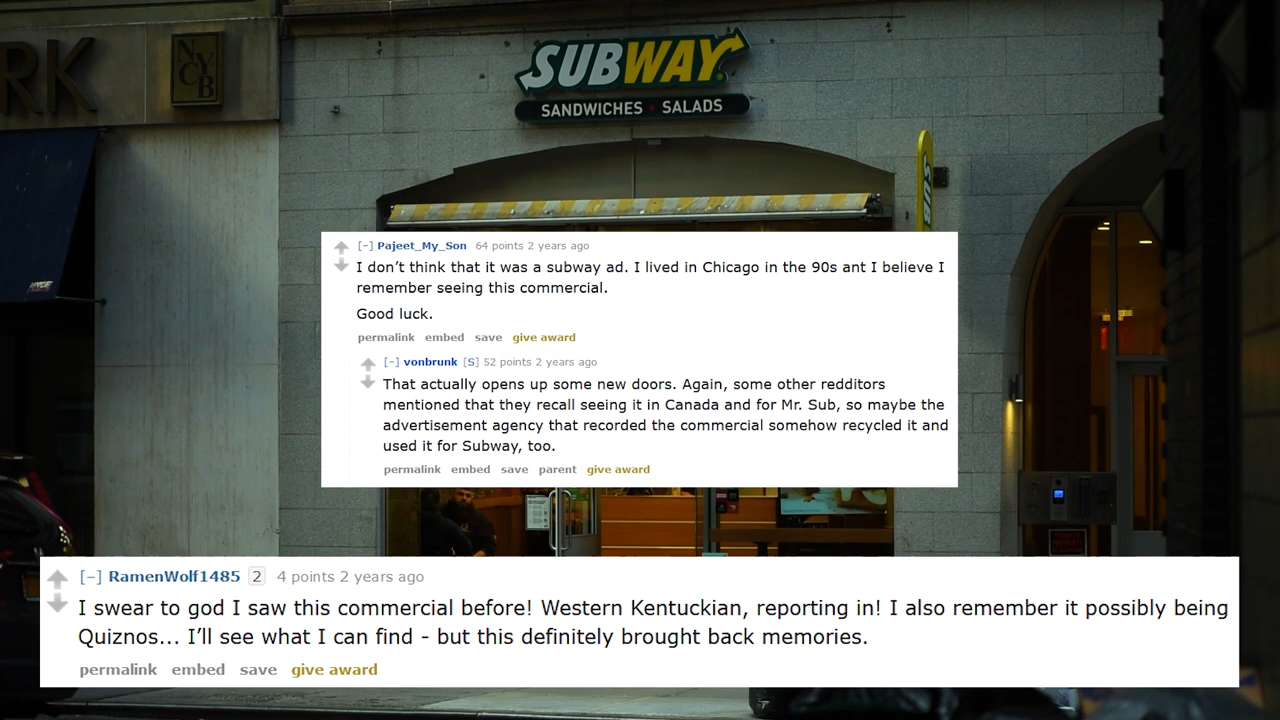 RK
NY
CB
SUBWAY
SANDWICHES • SALADS
SUB
[–] Pajeet_My_Son 64 points 2 years ago
I don’t think that it was a subway ad. I lived in Chicago in the 90s ant I believe I
remember seeing this commercial.
Good luck.
permalink embed save give award
[–] vonbrunk [S] 52 points 2 years ago
That actually opens up some new doors. Again, some other redditors
mentioned that they recall seeing it in Canada and for Mr. Sub, so maybe the
advertisement agency that recorded the commercial somehow recycled it and
used it for Subway, too.
permalink embed save parent give award
[–] RamenWolf1485 2 4 points 2 years ago
I swear to god I saw this commercial before! Western Kentuckian, reporting in! I also remember it possibly being
Quiznos... I’ll see what I can find - but this definitely brought back memories.
permalink embed save give award